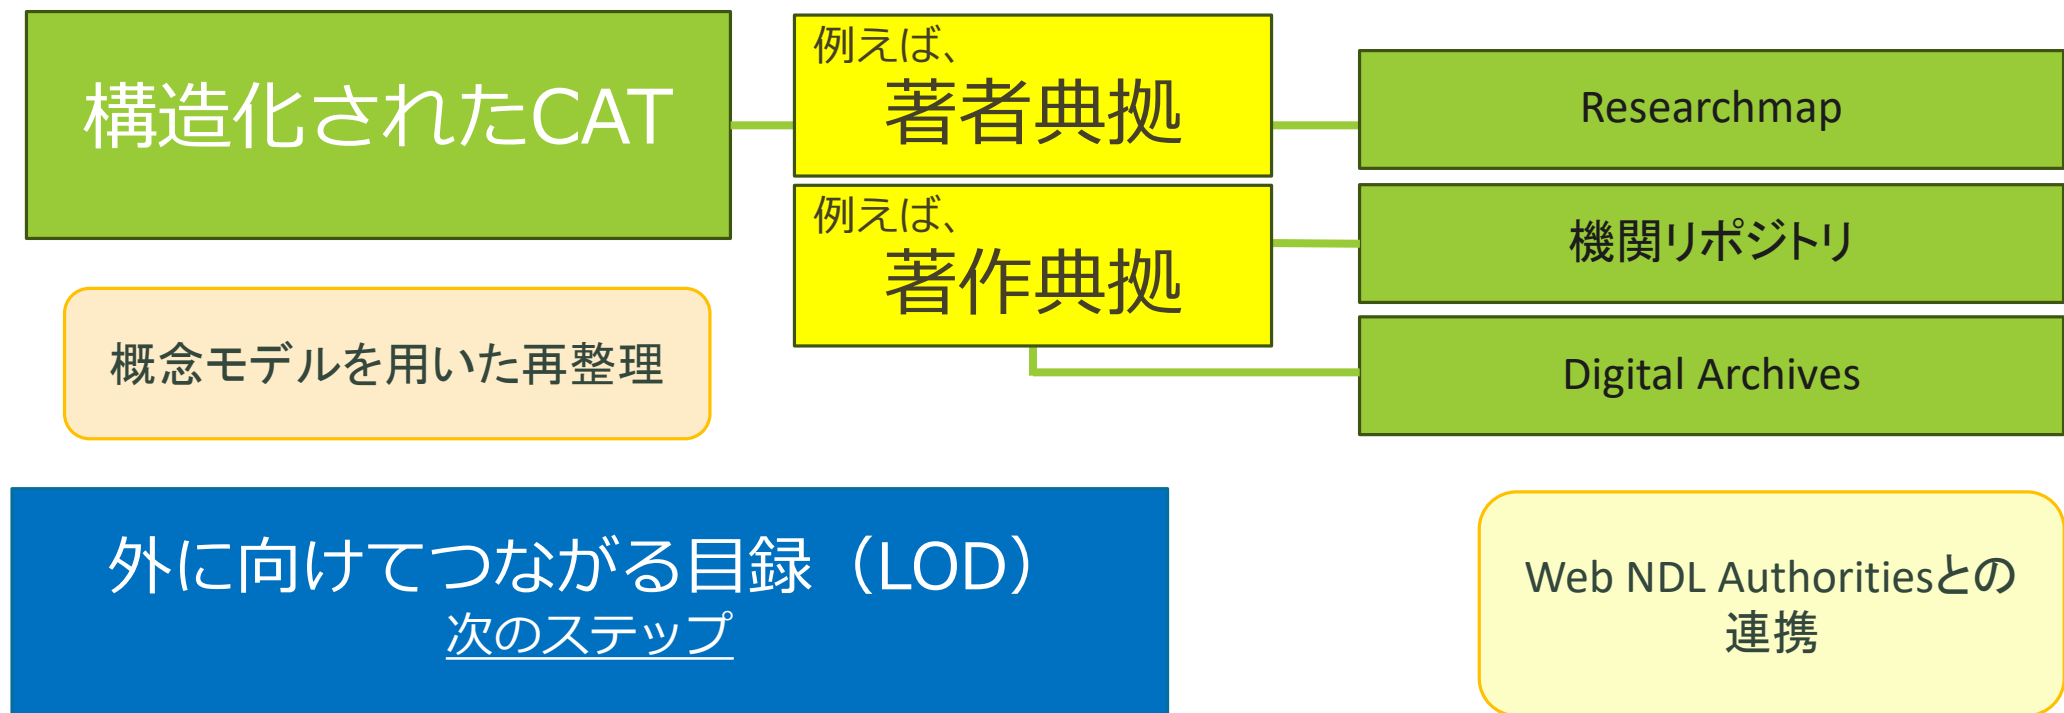 構造化されたCAT
例えば、
著者典拠
Researchmap
例えば、
著作典拠
機関リポジトリ
Digital Archives
概念モデルを用いた再整理
外に向けてつながる目録（LOD）
次のステップ
Web NDL Authoritiesとの
連携